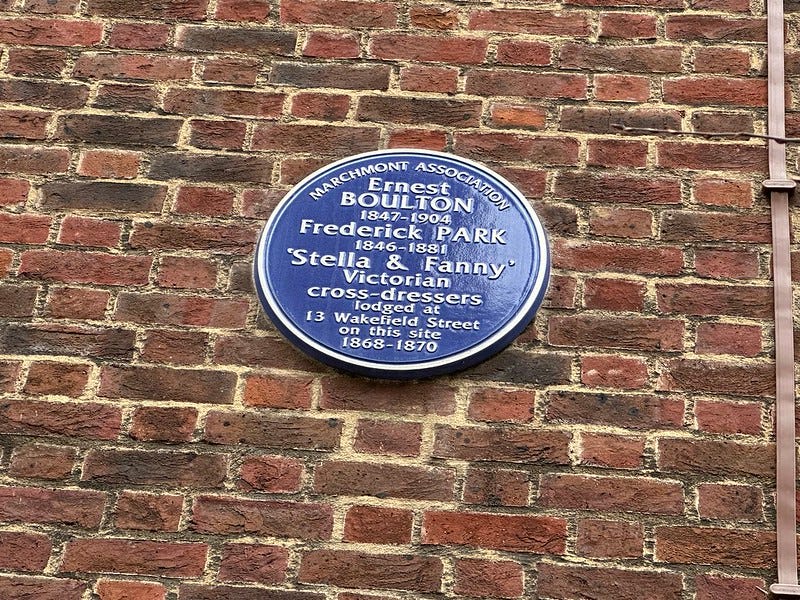 MARCHMONT ASSOCIATION
Ernest
BOULTON
1847-1904
Frederick PARK
1846-1881
'Stella & Fanny'
Victorian
cross-dressers
lodged at
13 Wakefield Street
on this site
1868-1870